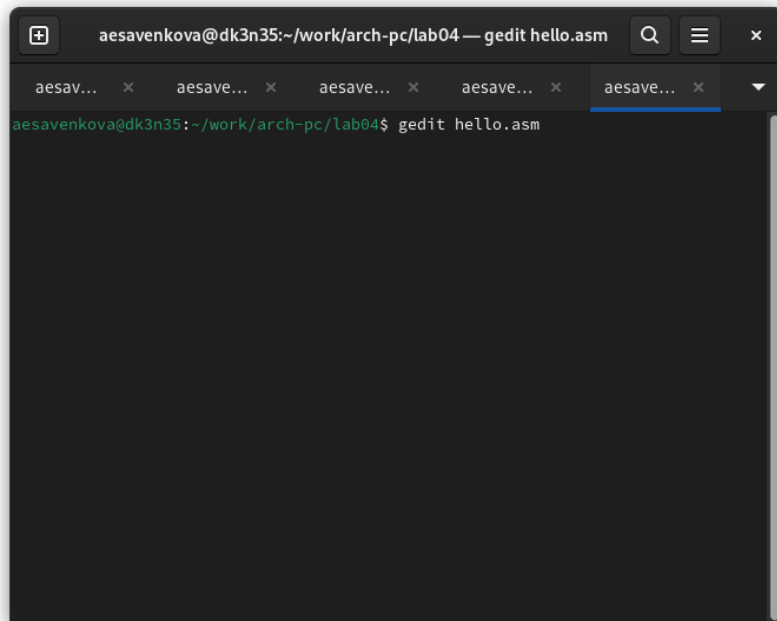 aesavenkova@dk3n35:~/work/arch-pc/lab04 — gedit hello.asm
aesav... aesave... aesave... aesave... aesave...
aesavenkova@dk3n35:~/work/arch-pc/lab04$ gedit hello.asm